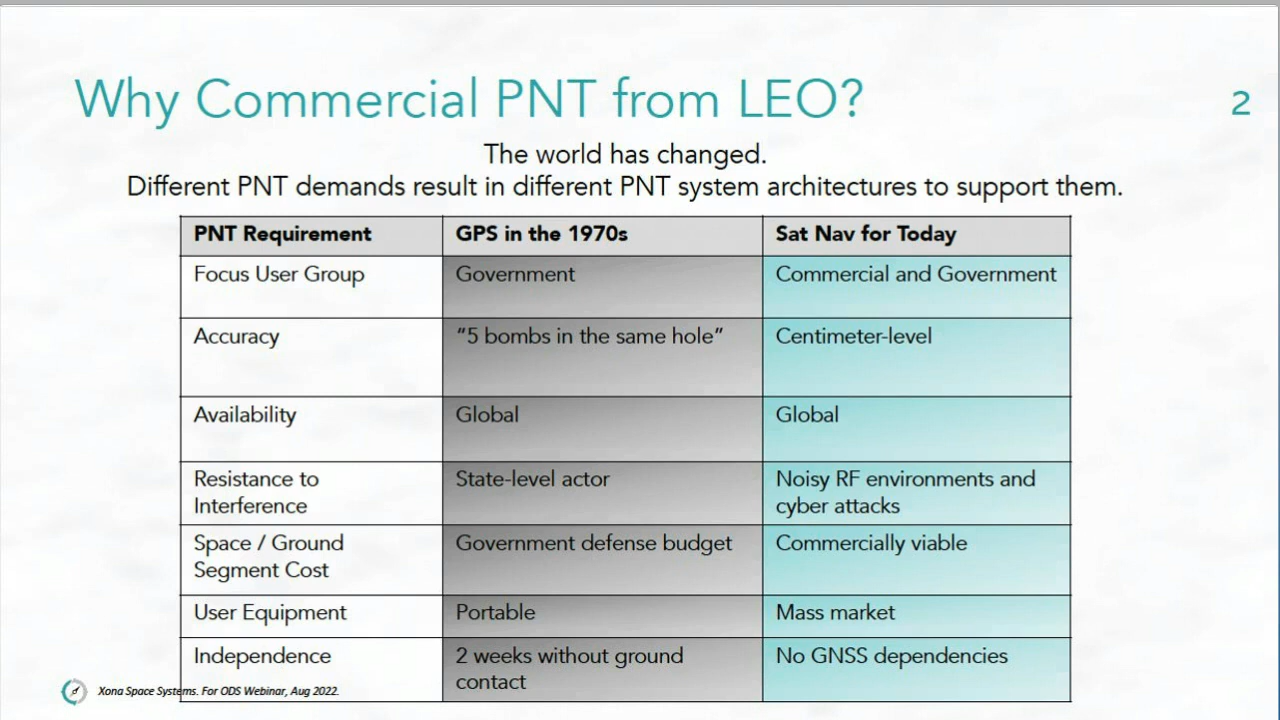 Why Commercial PNT from LEO?
2
The world has changed.
Different PNT demands result in different PNT system architectures to support them.
PNT Requirement
GPS in the 1970s
Sat Nav for Today
Focus User Group
Government
Commercial and Government
Accuracy
“5 bombs in the same hole”
Centimeter-level
Availability
Global
Global
Resistance to
Interference
State-level actor
Noisy RF environments and
cyber attacks
Space / Ground
Segment Cost
Government defense budget
Commercially viable
User Equipment
Portable
Mass market
Independence
2 weeks without ground
contact
No GNSS dependencies
Xona Space Systems. For ODS Webinar, Aug 2022.